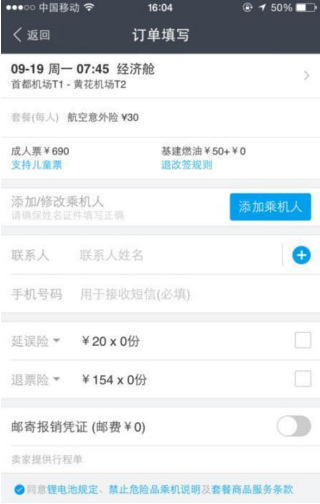 中国移动 16:04 50%
返回 订单填写
09-19 周一 07:45 经济舱
首都机场T1 - 黄花机场T2
套餐(每人) 航空意外险 ¥30
成人票¥690 基建燃油¥50+¥0
支持儿童票 退改签规则
添加/修改乘机人 添加乘机人
请确保姓名证件填写正确
联系人 联系人姓名
手机号码 用于接收短信(必填)
延误险 ¥20 x 0份
退票险 ¥154 x 0份
邮寄报销凭证 (邮费¥0)
卖家提供行程单
同意锂电池规定、禁止危险品乘机说明及套餐商品服务条款